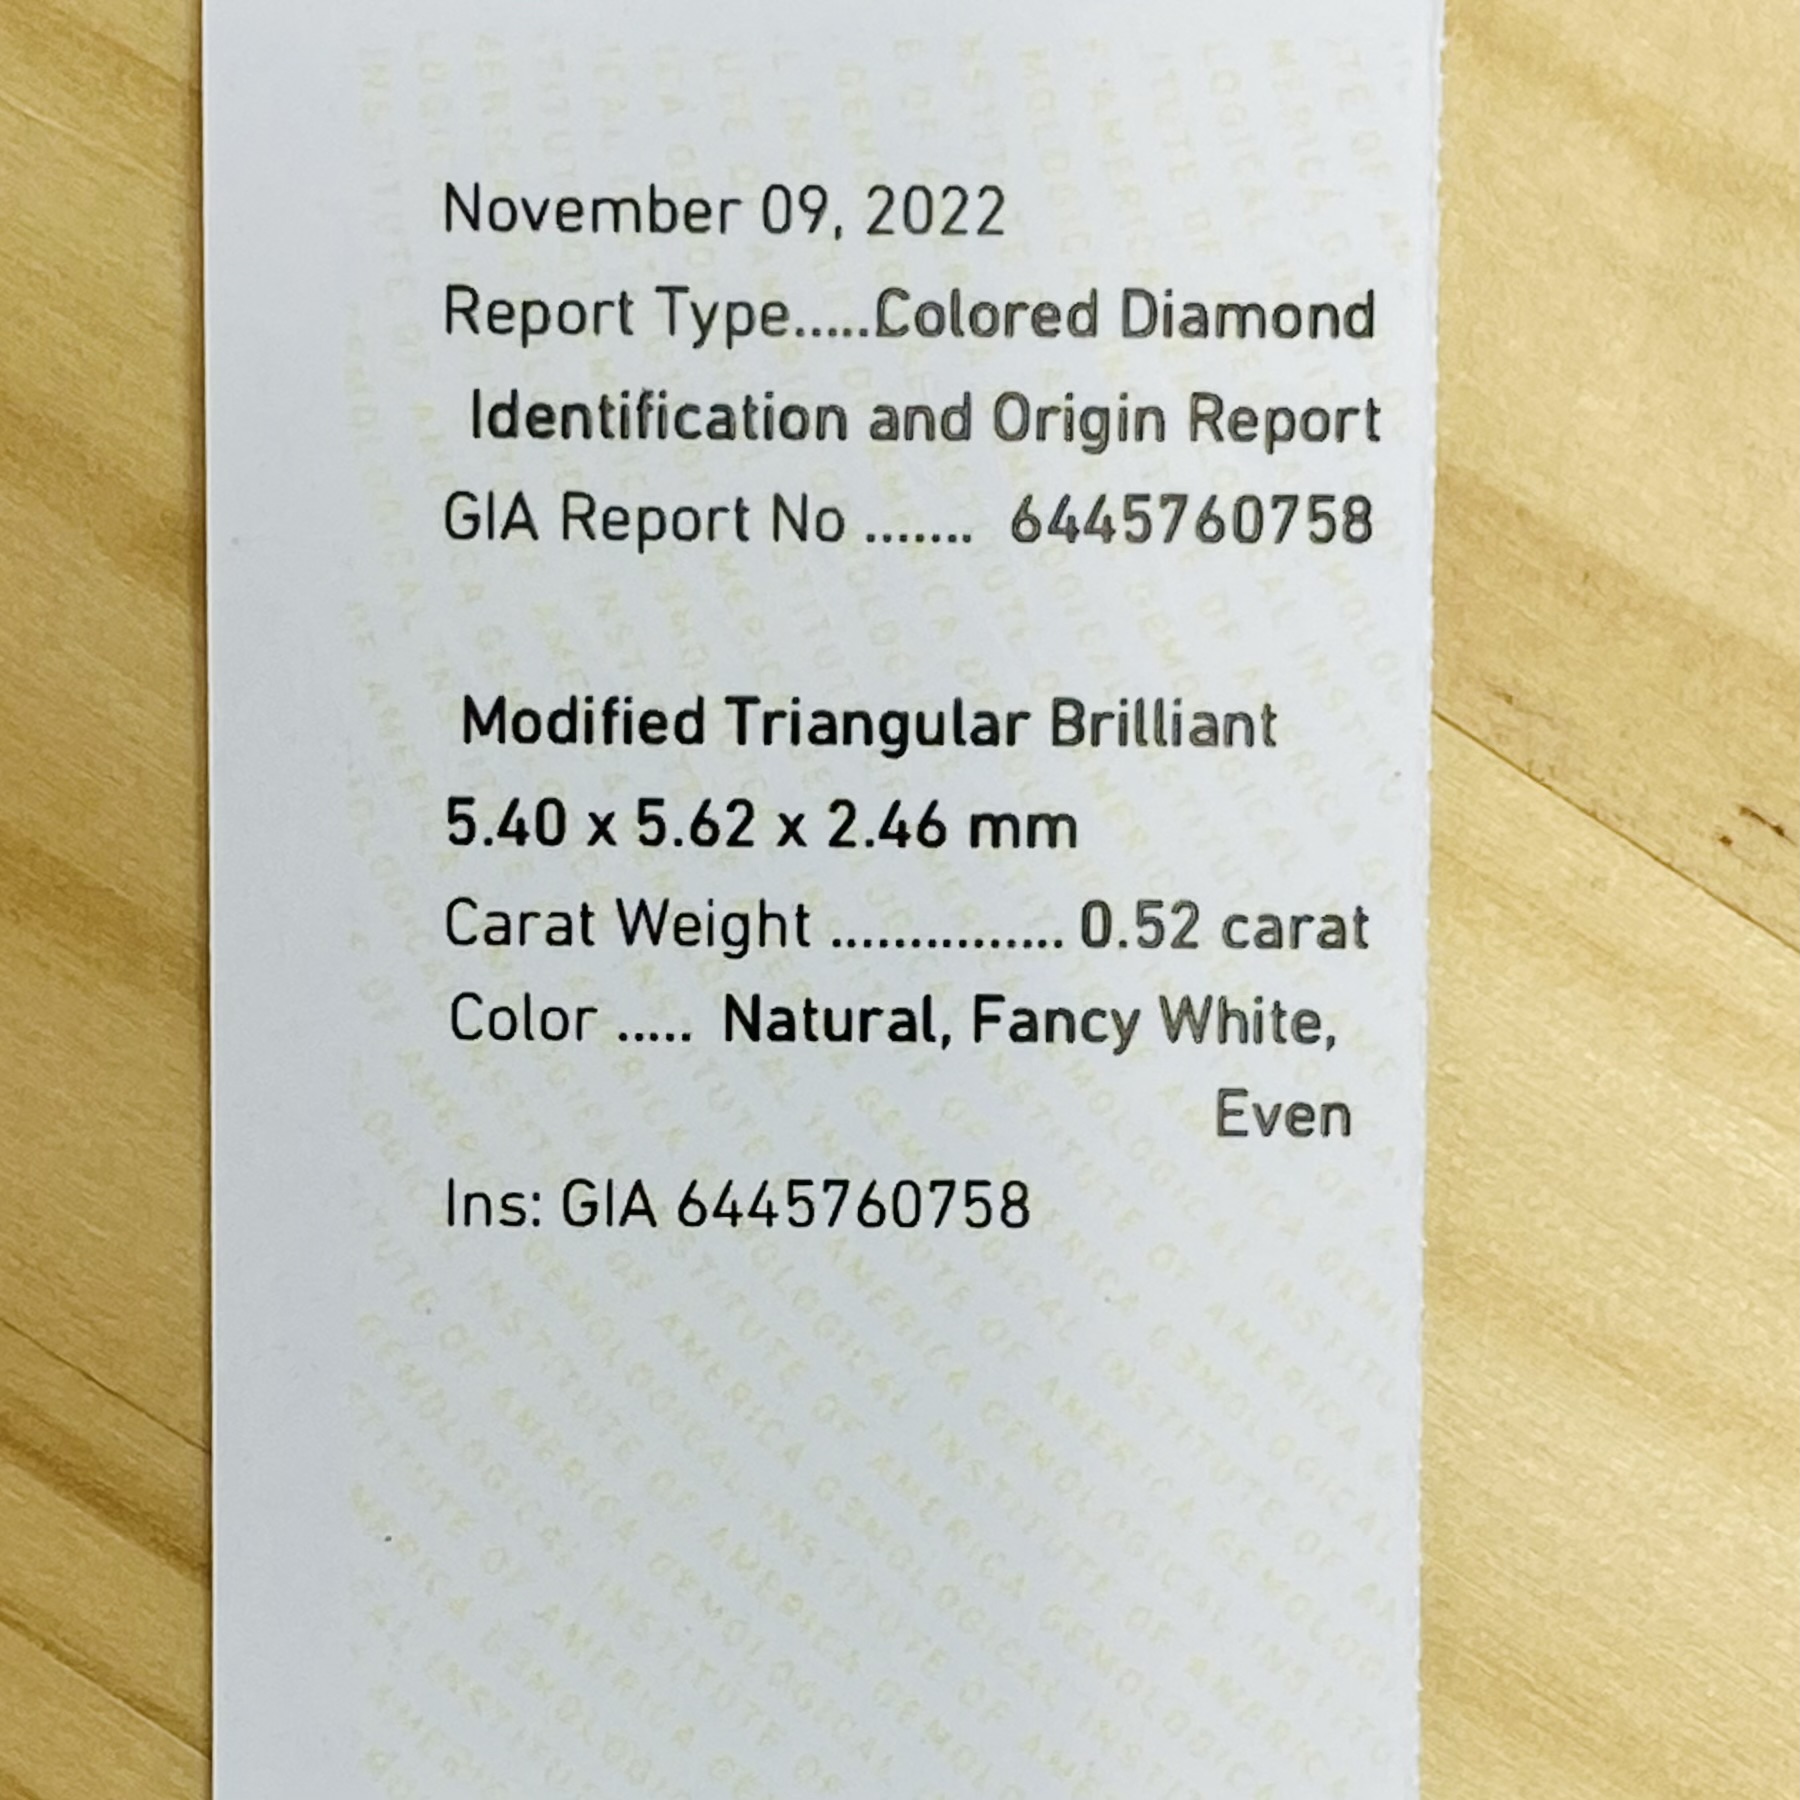 November 09, 2022
Report Type.....Colored Diamond
Identification and Origin Report
GIA Report No ....... 6445760758
Modified Triangular Brilliant
5.40 x 5.62 x 2.46 mm
Carat Weight ............... 0.52 carat
Color ..... Natural, Fancy White,
Even
Ins: GIA 6445760758